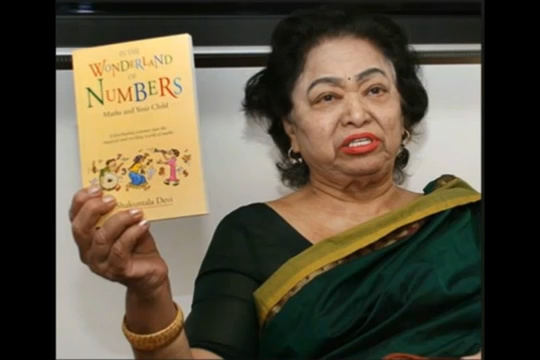 IN THE
WONDERLAND
OF
NUMBERS
Maths and Your Child
Shakuntala Devi